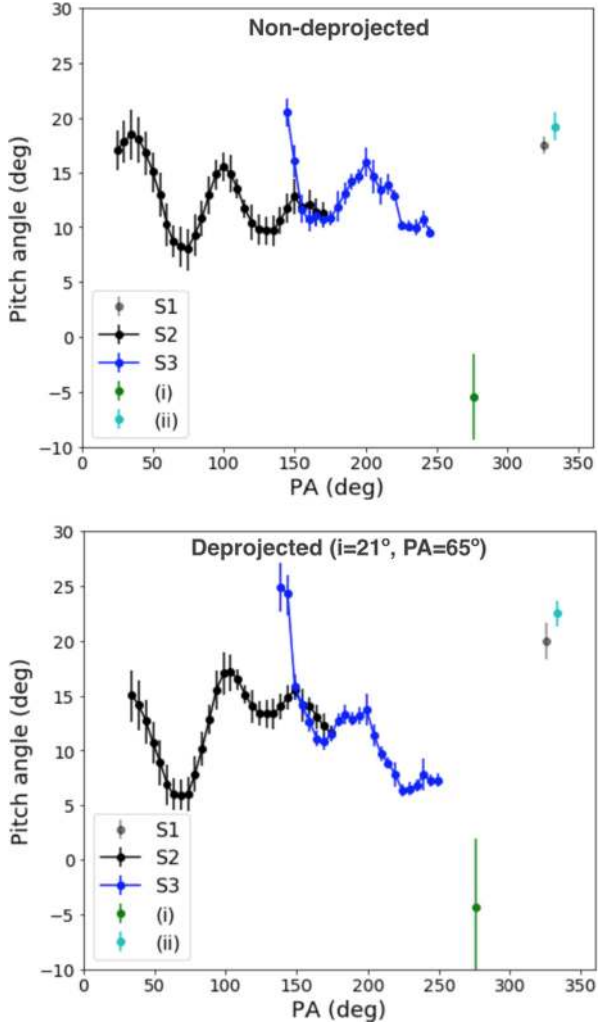 Non-deprojected
30
25
20
15
10
5
0
−5
−10
Pitch angle (deg)
S1
S2
S3
(i)
(ii)
0 50 100 150 200 250 300 350
PA (deg)
Deprojected (i=21º, PA=65º)
30
25
20
15
10
5
0
−5
−10
Pitch angle (deg)
S1
S2
S3
(i)
(ii)
0 50 100 150 200 250 300 350
PA (deg)